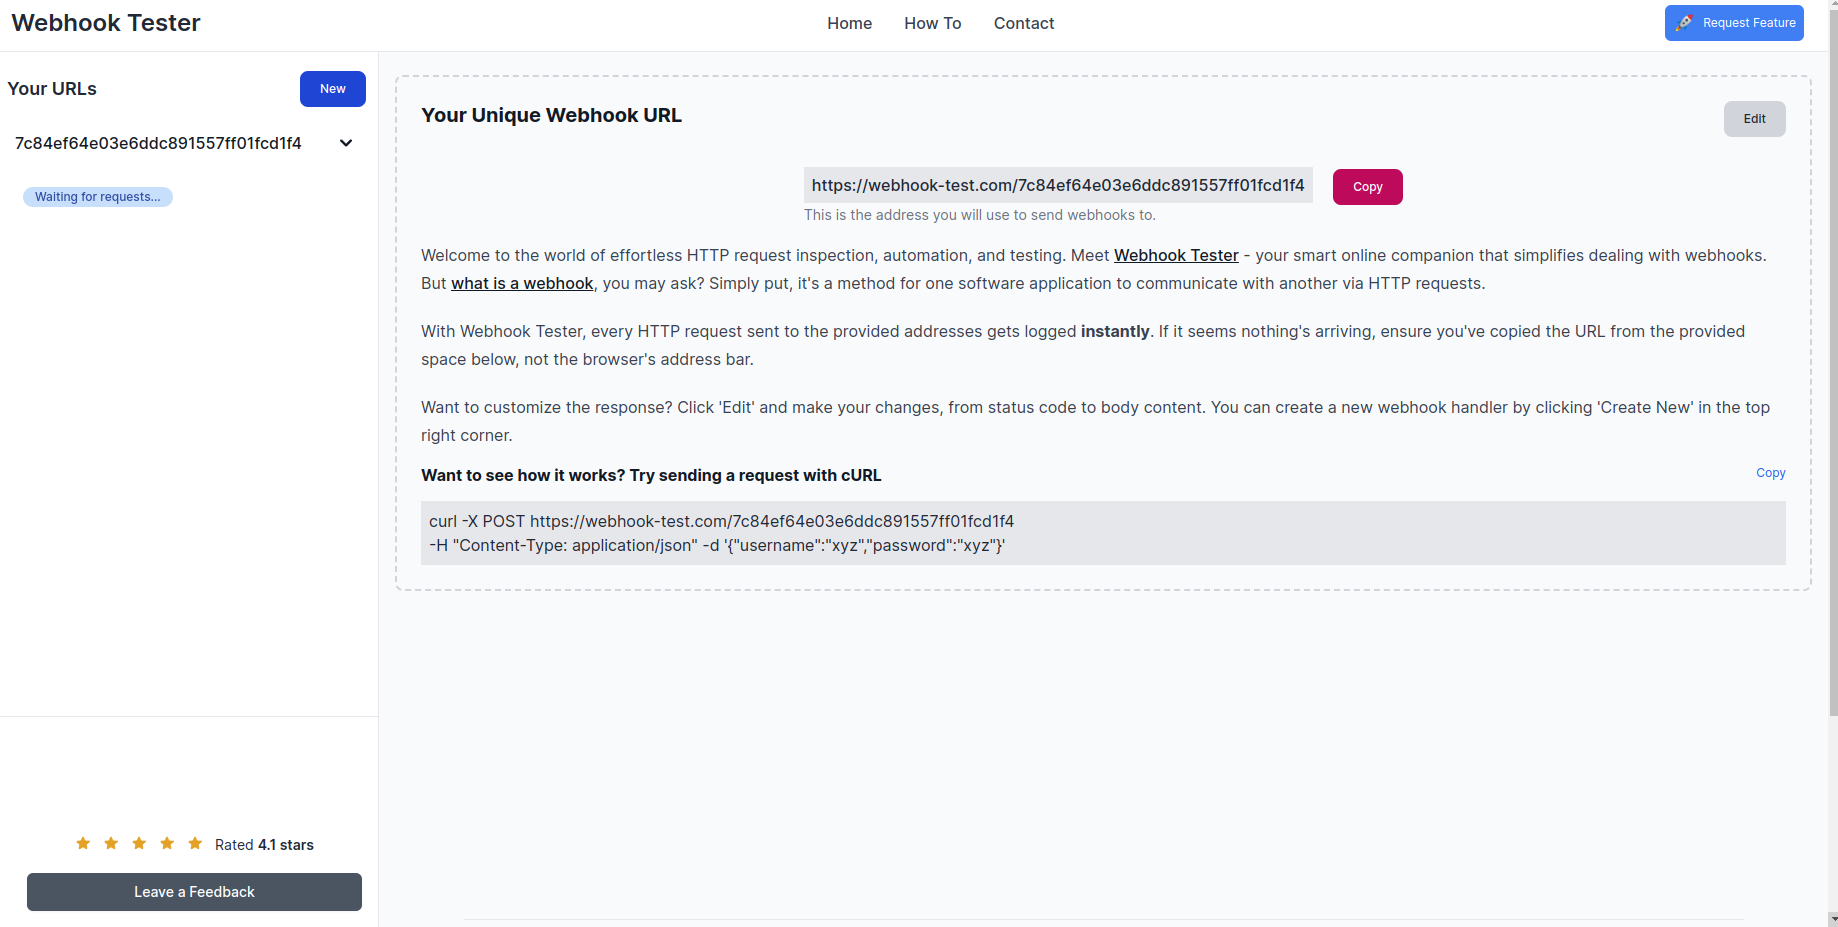 Webhook Tester
Home
How To
Contact
Request Feature
Your URLs
New
7c84ef64e03e6ddc891557ff01fcd1f4
Waiting for requests...
Your Unique Webhook URL
Edit
https://webhook-test.com/7c84ef64e03e6ddc891557ff01fcd1f4
Copy
This is the address you will use to send webhooks to.
Welcome to the world of effortless HTTP request inspection, automation, and testing. Meet Webhook Tester - your smart online companion that simplifies dealing with webhooks.
But what is a webhook, you may ask? Simply put, it's a method for one software application to communicate with another via HTTP requests.
With Webhook Tester, every HTTP request sent to the provided addresses gets logged instantly. If it seems nothing's arriving, ensure you've copied the URL from the provided
space below, not the browser's address bar.
Want to customize the response? Click 'Edit' and make your changes, from status code to body content. You can create a new webhook handler by clicking 'Create New' in the top
right corner.
Want to see how it works? Try sending a request with cURL
Copy
curl -X POST https://webhook-test.com/7c84ef64e03e6ddc891557ff01fcd1f4
-H "Content-Type: application/json" -d '{"username":"xyz","password":"xyz"}'
Rated 4.1 stars
Leave a Feedback